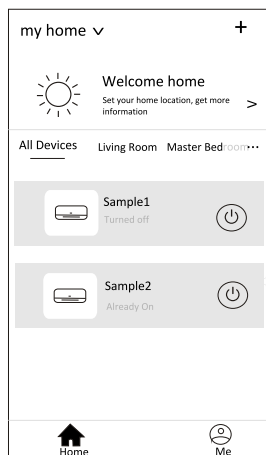 my home
Welcome home
Set your home location, get more
information
All Devices Living Room Master Bedroom
Sample1
Turned off
Sample2
Already On
Home Me